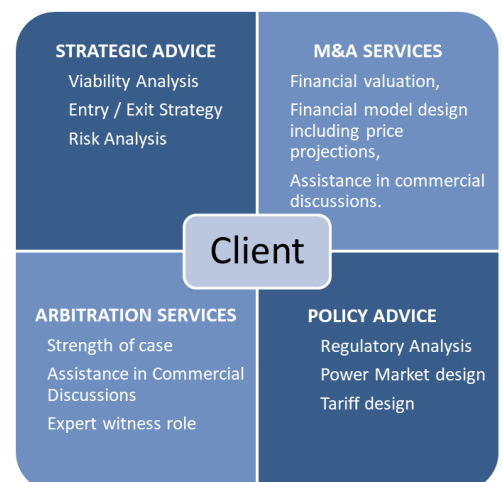 STRATEGIC ADVICE
Viability Analysis
Entry / Exit Strategy
Risk Analysis
M&A SERVICES
Financial valuation,
Financial model design
including price
projections,
Assistance in commercial
discussions.
Client
ARBITRATION SERVICES
Strength of case
Assistance in Commercial
Discussions
Expert witness role
POLICY ADVICE
Regulatory Analysis
Power Market design
Tariff design